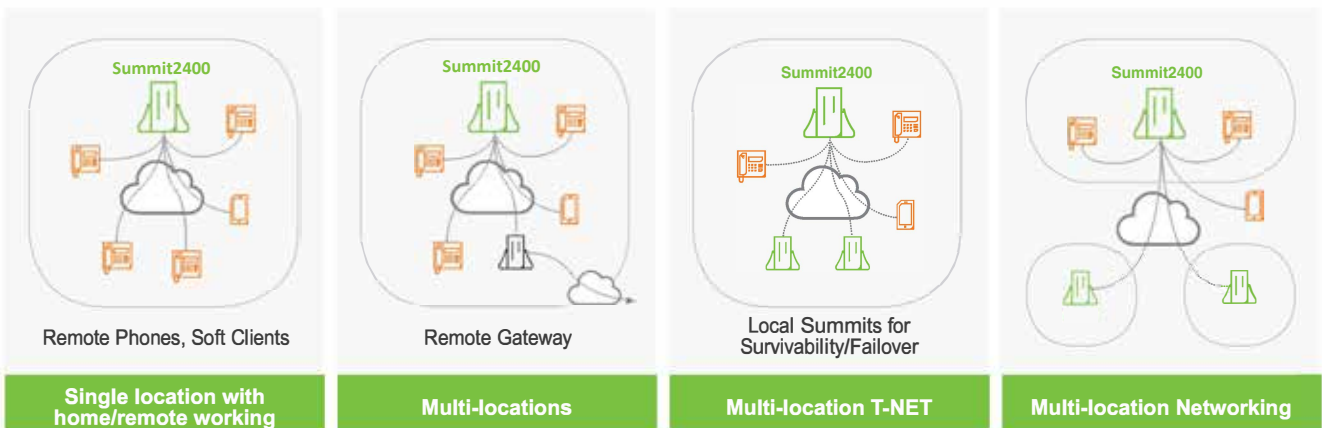 Summit2400
Remote Phones, Soft Clients
Single location with
home/remote working
Summit2400
Remote Gateway
Multi-locations
Summit2400
Local Summits for
Survivability/Failover
Multi-location T-NET
Summit2400
Multi-location Networking